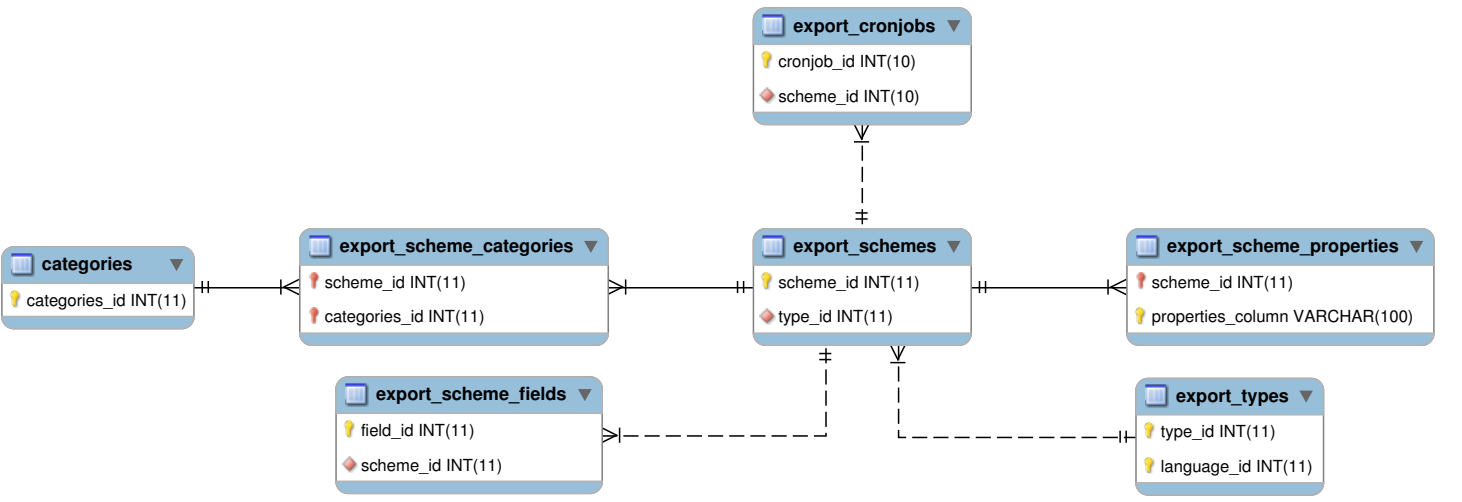 export_cronjobs
cronjob_id INT(10)
scheme_id INT(10)
categories
categories_id INT(11)
export_scheme_categories
scheme_id INT(11)
categories_id INT(11)
export_schemes
scheme_id INT(11)
type_id INT(11)
export_scheme_properties
scheme_id INT(11)
properties_column VARCHAR(100)
export_scheme_fields
field_id INT(11)
scheme_id INT(11)
export_types
type_id INT(11)
language_id INT(11)